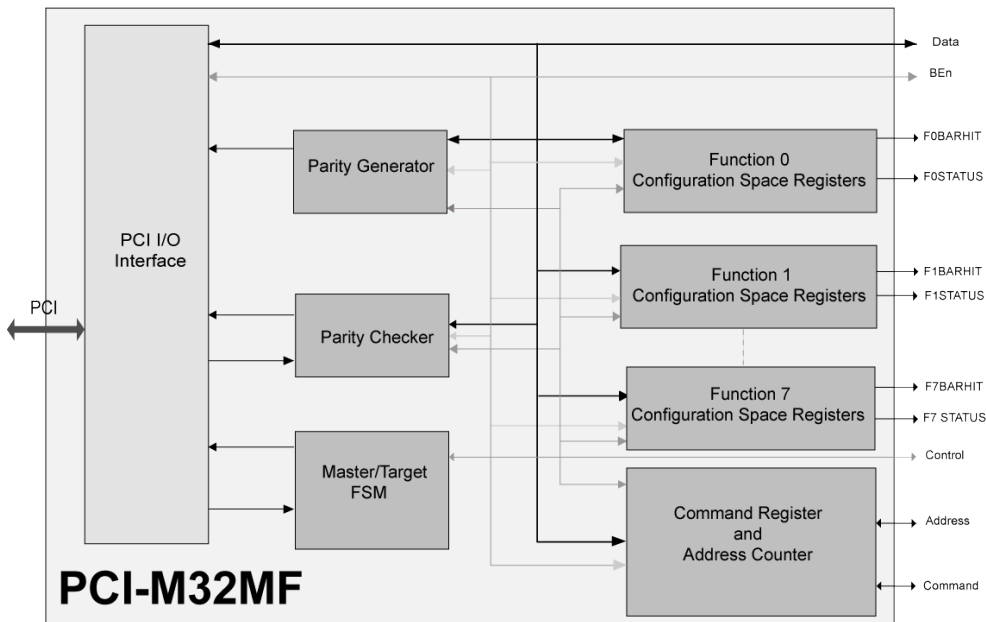 Data
BEn
F0BARHIT
Parity Generator
Function 0
Configuration Space Registers
F0STATUS
PCI I/O
Interface
Function 1
Configuration Space Registers
F1BARHIT
F1STATUS
PCI
Parity Checker
Function 7
Configuration Space Registers
F7BARHIT
F7 STATUS
Control
Master/Target
FSM
Command Register
and
Address Counter
Address
Command
PCI-M32MF